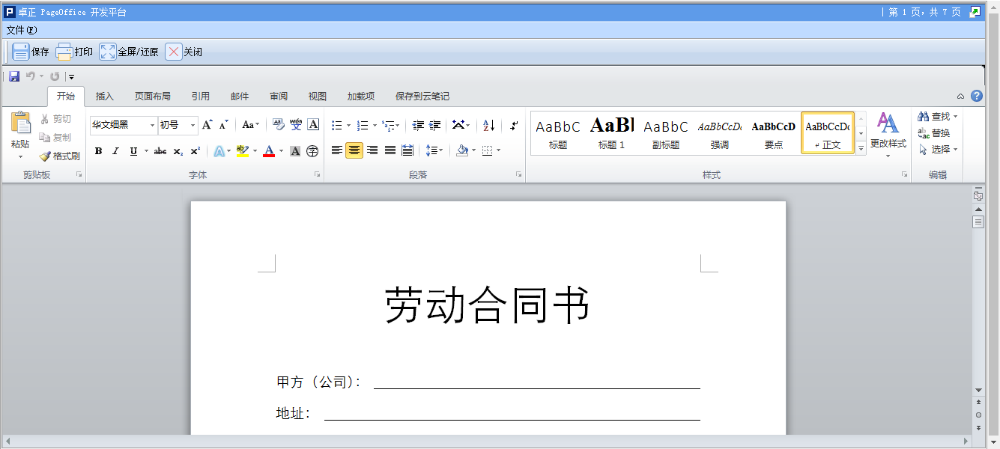 卓正 PageOffice 开发平台 | 第 1 页，共 7 页
文件(F)
保存 打印 全屏/还原 关闭
开始 插入 页面布局 引用 邮件 审阅 视图 加载项 保存到云笔记
粘贴 剪切 复制 格式刷
剪贴板
华文细黑 初号
字体
段落
AaBbC AaBl AaBbC AaBbCcD AaBbCcD AaBbCcDc
标题 标题 1 副标题 强调 要点 正文
更改样式
样式
查找
替换
选择
编辑
劳动合同书
甲方（公司）：
地址：